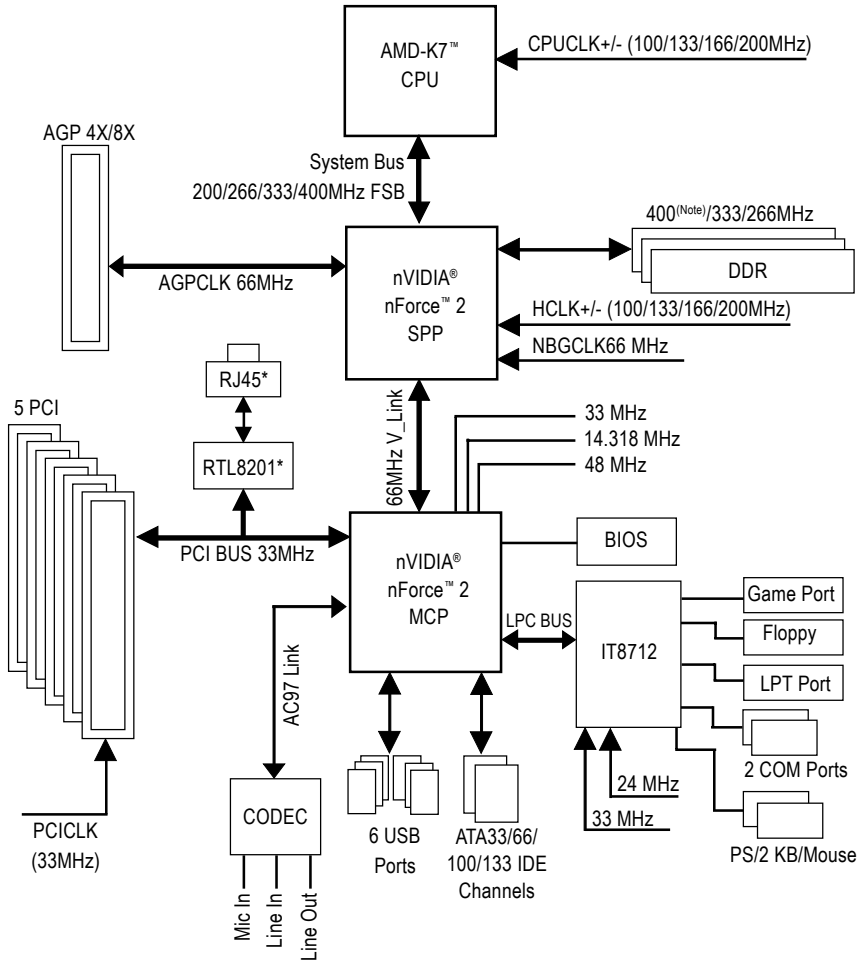 AMD-K7™
CPU
CPUCLK+/- (100/133/166/200MHz)
AGP 4X/8X
System Bus
200/266/333/400MHz FSB
400(Note)/333/266MHz
DDR
AGPCLK 66MHz
nVIDIA®
nForce™ 2
SPP
HCLK+/- (100/133/166/200MHz)
NBGCLK66 MHz
RJ45*
5 PCI
RTL8201*
66MHz V_Link
33 MHz
14.318 MHz
48 MHz
PCI BUS 33MHz
nVIDIA®
nForce™ 2
MCP
BIOS
LPC BUS
IT8712
Game Port
Floppy
LPT Port
2 COM Ports
PS/2 KB/Mouse
24 MHz
33 MHz
AC97 Link
CODEC
6 USB
Ports
ATA33/66/
100/133 IDE
Channels
PCICLK
(33MHz)
Mic In
Line In
Line Out